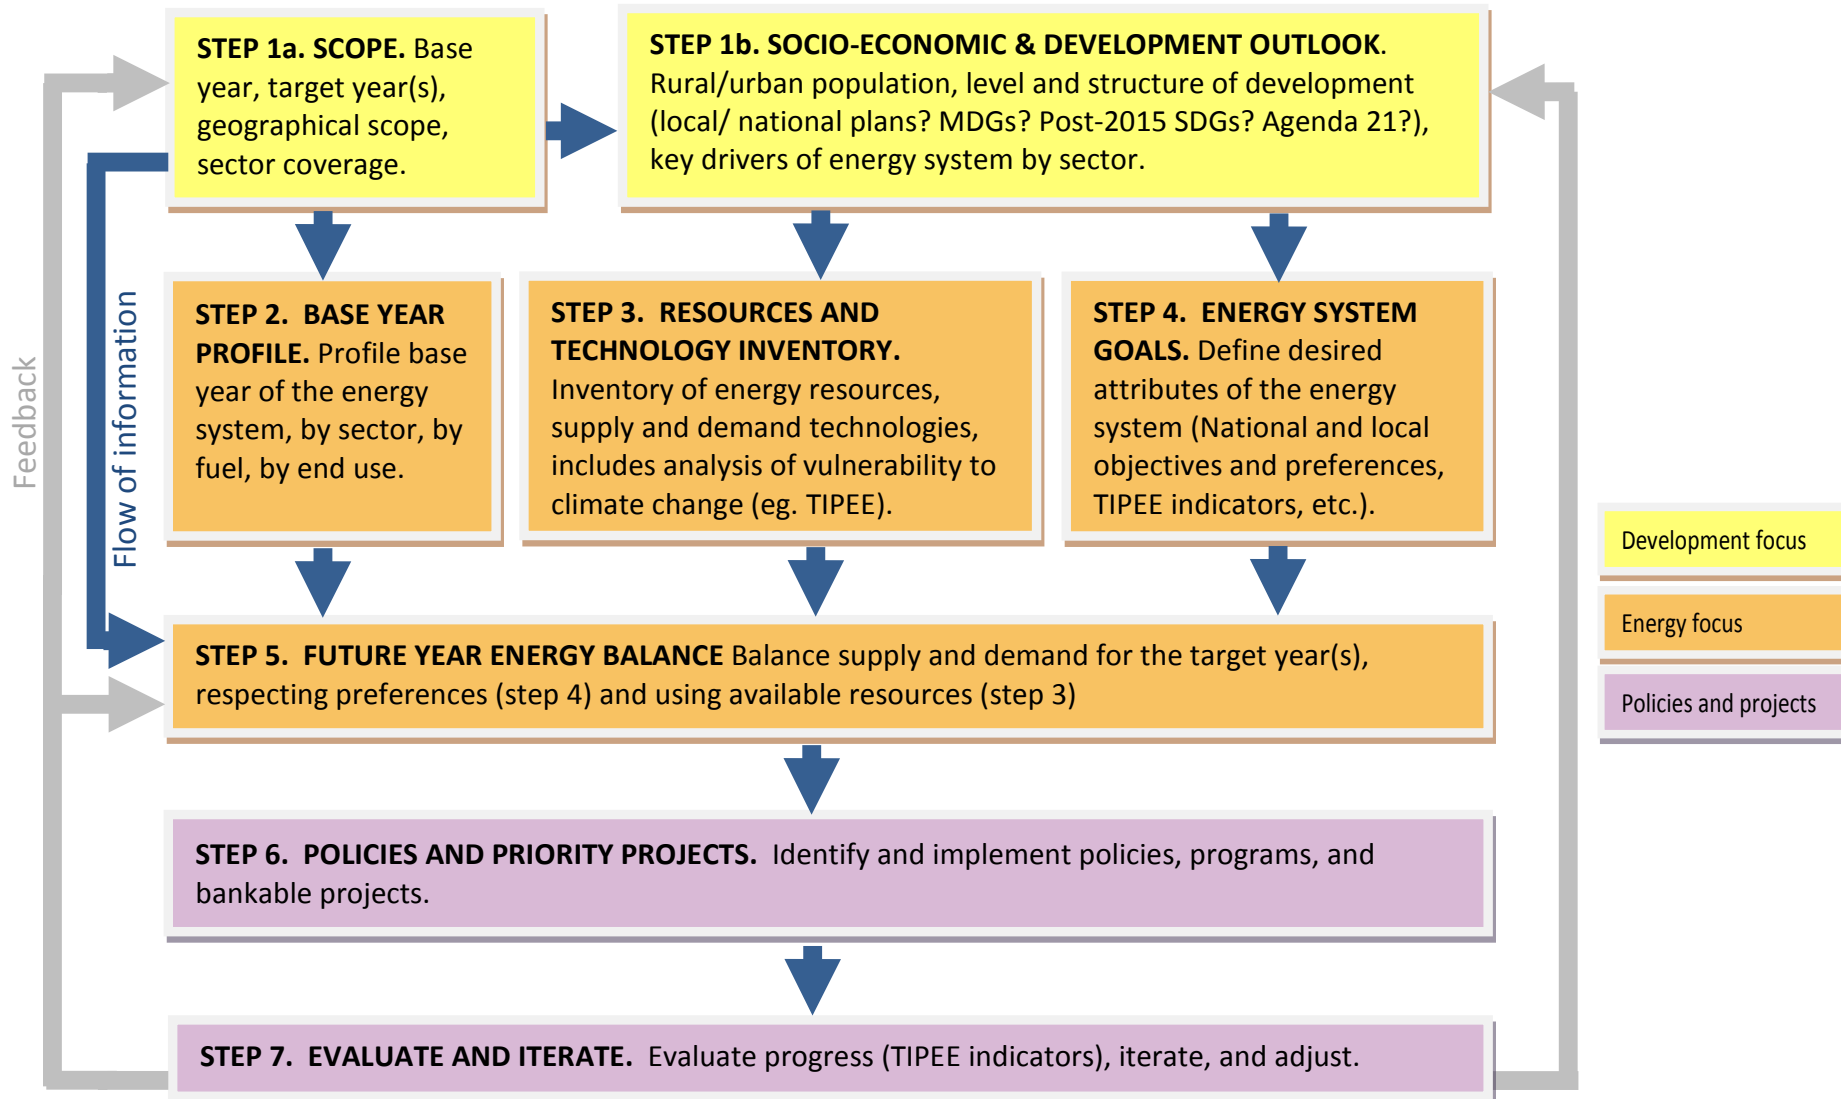 STEP 1a. SCOPE. Base
year, target year(s),
geographical scope,
sector coverage.
STEP 1b. SOCIO-ECONOMIC & DEVELOPMENT OUTLOOK.
Rural/urban population, level and structure of development
(local/ national plans? MDGs? Post-2015 SDGs? Agenda 21?),
key drivers of energy system by sector.
Feedback
Flow of information
STEP 2. BASE YEAR
PROFILE. Profile base
year of the energy
system, by sector, by
fuel, by end use.
STEP 3. RESOURCES AND
TECHNOLOGY INVENTORY.
Inventory of energy resources,
supply and demand technologies,
includes analysis of vulnerability to
climate change (eg. TIPEE).
STEP 4. ENERGY SYSTEM
GOALS. Define desired
attributes of the energy
system (National and local
objectives and preferences,
TIPEE indicators, etc.).
Development focus
Energy focus
Policies and projects
STEP 5. FUTURE YEAR ENERGY BALANCE Balance supply and demand for the target year(s),
respecting preferences (step 4) and using available resources (step 3)
STEP 6. POLICIES AND PRIORITY PROJECTS. Identify and implement policies, programs, and
bankable projects.
STEP 7. EVALUATE AND ITERATE. Evaluate progress (TIPEE indicators), iterate, and adjust.